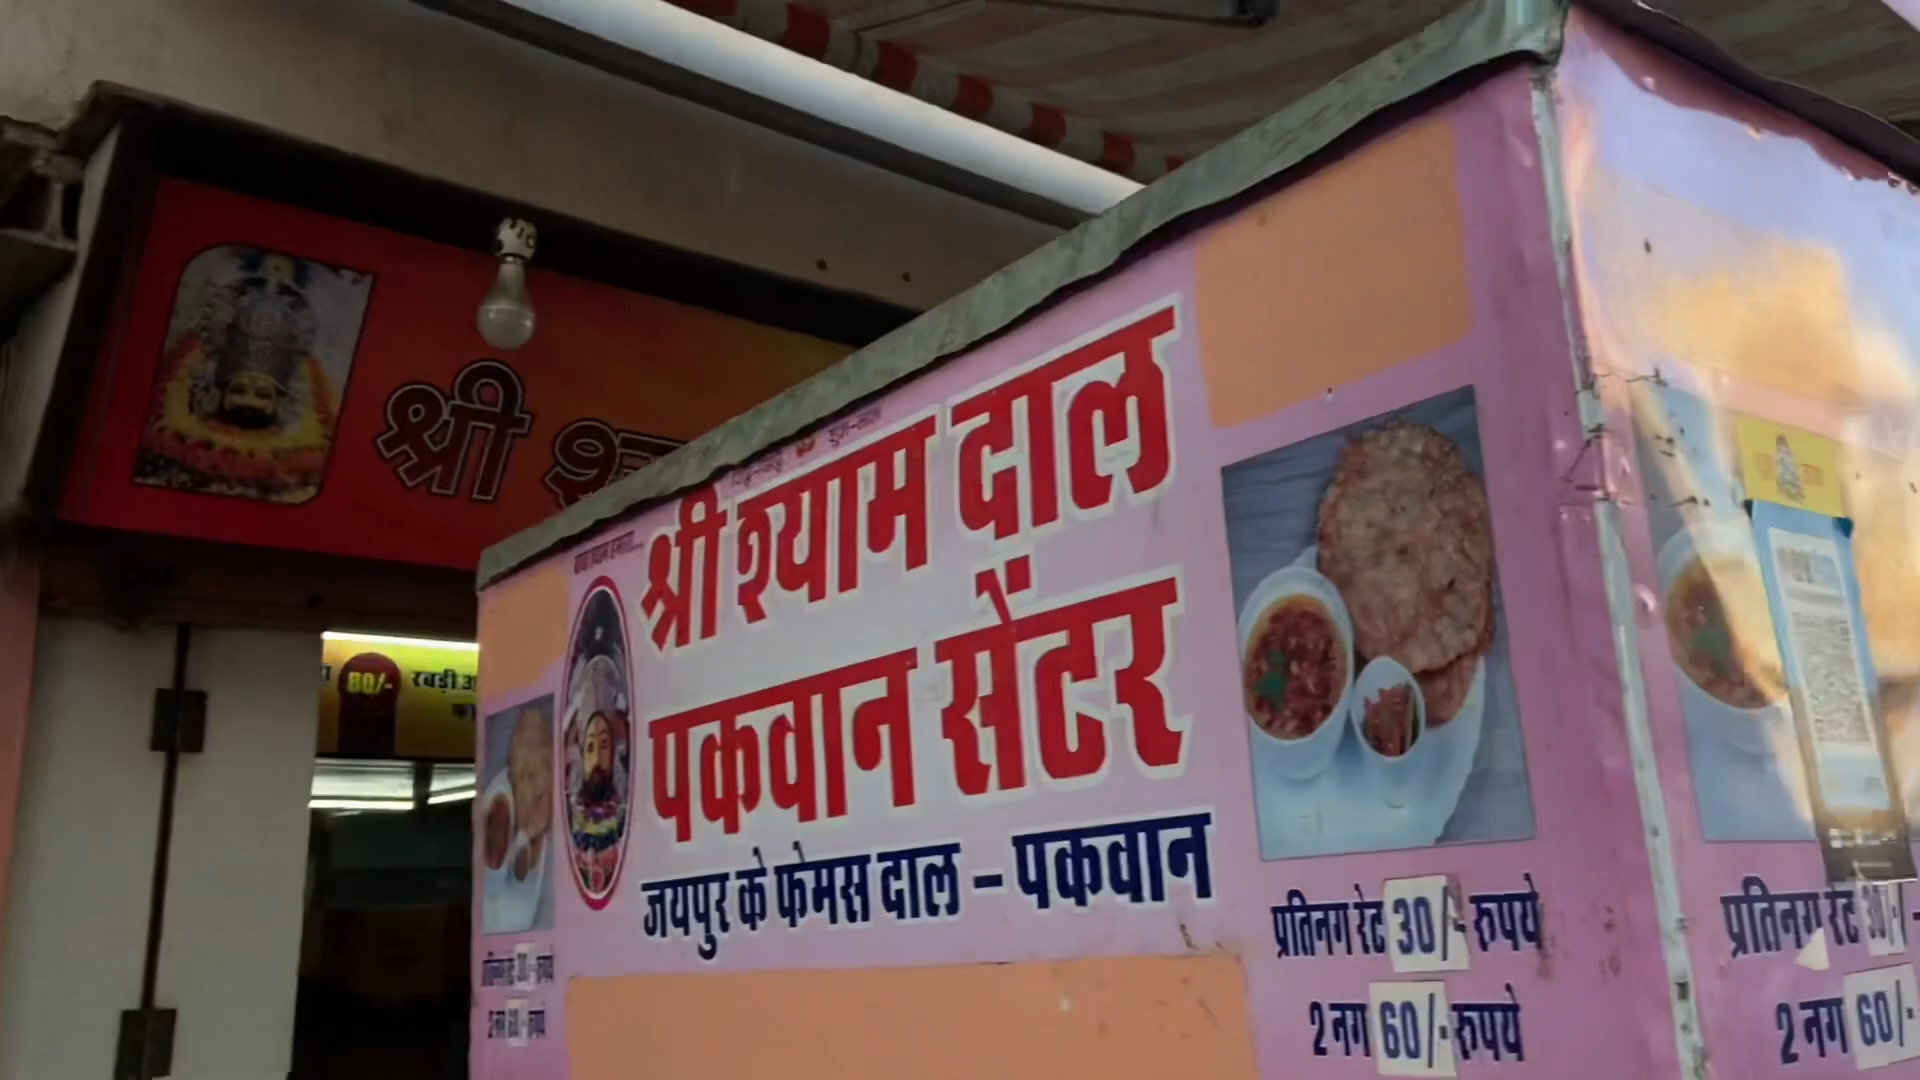 श्री
80/-
रबड़ी
श्री श्याम दाल
पकवान सेंटर
जयपुर के फेमस दाल – पकवान
प्रतिनग रेट 30/- रुपये
2 नग 60/- रुपये
प्रतिनग रेट 30/-
2 नग 60/-